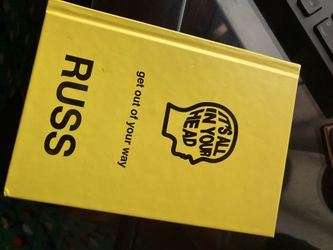 IT'S ALL
IN YOUR
HEAD
get out of your way
RUSS